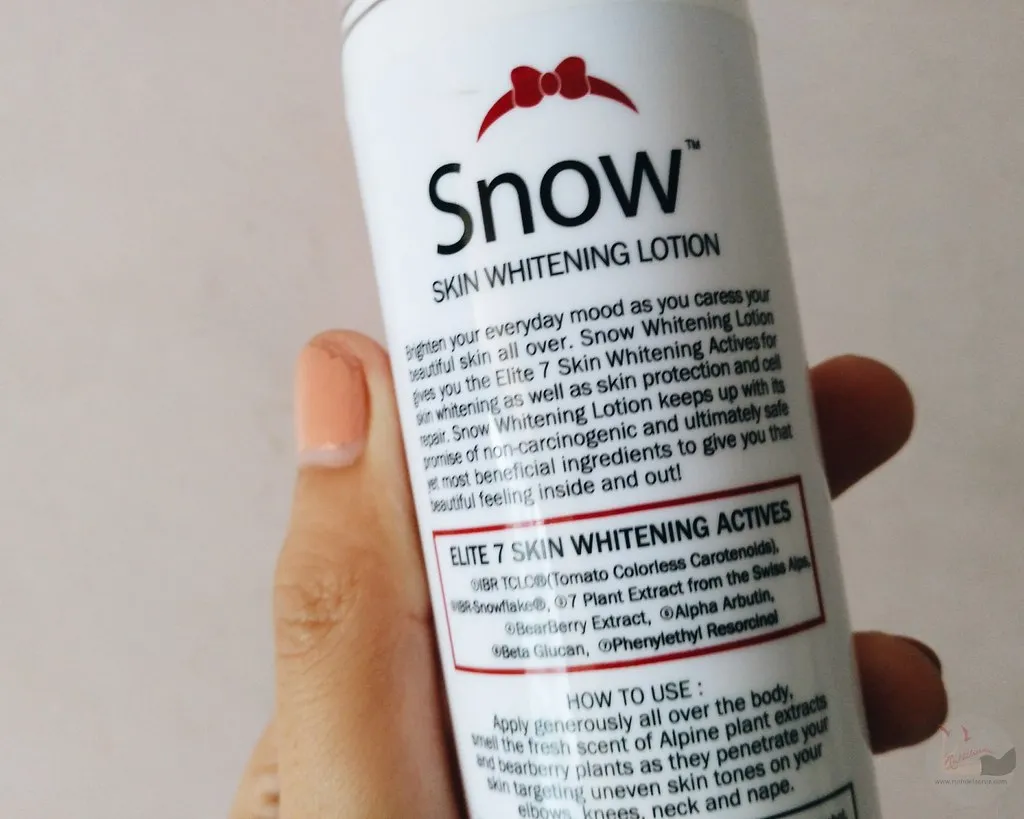 Snow™
SKIN WHITENING LOTION
Brighten your everyday mood as you caress your
beautiful skin all over. Snow Whitening Lotion
gives you the Elite 7 Skin Whitening Actives for
skin whitening as well as skin protection and cell
repair. Snow Whitening Lotion keeps up with its
promise of non-carcinogenic and ultimately safe
yet most beneficial ingredients to give you that
beautiful feeling inside and out!
ELITE 7 SKIN WHITENING ACTIVES
①IBR TCLC®(Tomato Colorless Carotenoids),
②IBR-Snowflake®, ③7 Plant Extract from the Swiss Alps,
④BearBerry Extract, ⑤Alpha Arbutin,
⑥Beta Glucan, ⑦Phenylethyl Resorcinol
HOW TO USE :
Apply generously all over the body,
smell the fresh scent of Alpine plant extracts
and bearberry plants as they penetrate your
skin targeting uneven skin tones on your
elbows, knees, neck and nape.